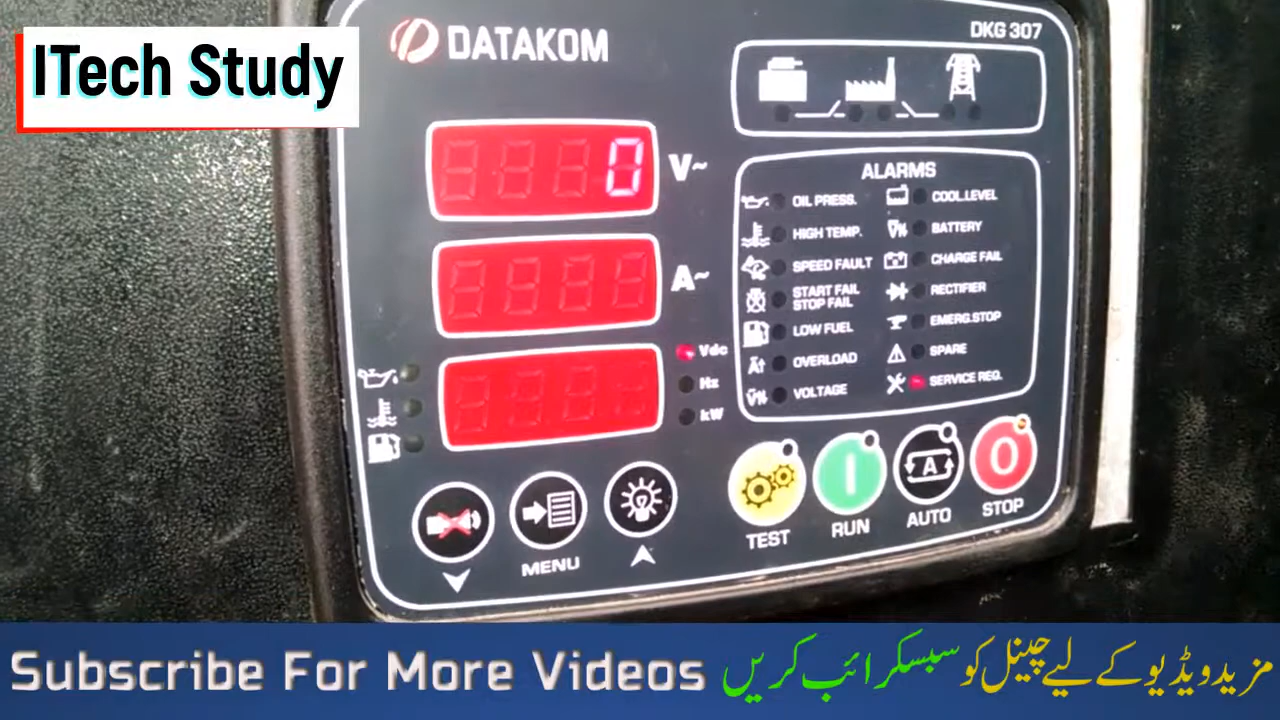 ITech Study
DATAKOM
DKG 307
0
V~
A~
Vdc
Hz
kW
ALARMS
OIL PRESS.
HIGH TEMP.
SPEED FAULT
START FAIL
STOP FAIL
LOW FUEL
OVERLOAD
VOLTAGE
COOL.LEVEL
BATTERY
CHARGE FAIL
RECTIFIER
EMERG.STOP
SPARE
SERVICE REQ.
MENU
TEST
I
RUN
A
AUTO
O
STOP
Subscribe For More Videos
مزید ویڈیو کے لیے چینل کو سبسکرائب کریں